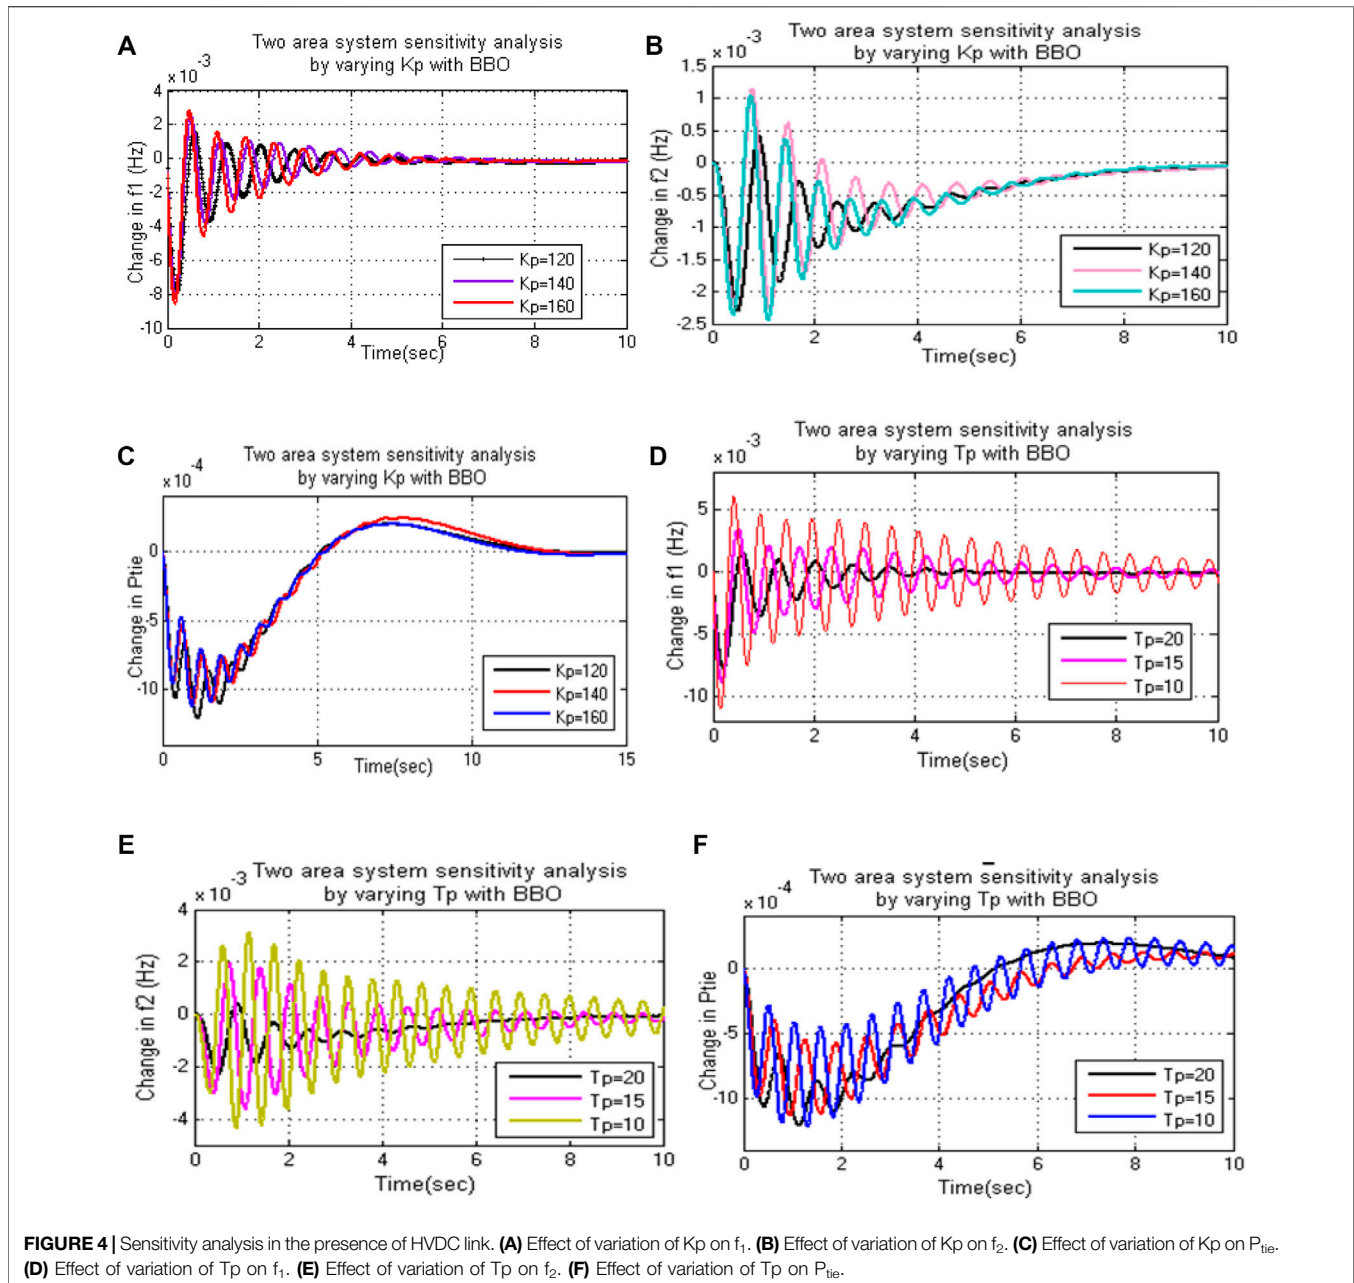 A
Two area system sensitivity analysis
by varying Kp with BBO
×10 -3
4
2
0
-2
-4
-6
-8
-10
Change in f1 (Hz)
Kp=120
Kp=140
Kp=160
0 2 4 6 8 10
Time(sec)
B
Two area system sensitivity analysis
by varying Kp with BBO
×10 -3
1.5
1
0.5
0
-0.5
-1
-1.5
-2
-2.5
Change in f2 (Hz)
Kp=120
Kp=140
Kp=160
0 2 4 6 8 10
Time(sec)
C
Two area system sensitivity analysis
by varying Kp with BBO
×10 -4
0
-5
-10
Change in Ptie
Kp=120
Kp=140
Kp=160
0 5 10 15
Time(sec)
D
Two area system sensitivity analysis
by varying Tp with BBO
×10 -3
5
0
-5
-10
Change in f1 (Hz)
Tp=20
Tp=15
Tp=10
0 2 4 6 8 10
Time(sec)
E
Two area system sensitivity analysis
by varying Tp with BBO
×10 -3
4
2
0
-2
-4
Change in f2 (Hz)
Tp=20
Tp=15
Tp=10
0 2 4 6 8 10
Time(sec)
F
Two area system sensitivity analysis
by varying Tp with BBO
×10 -4
0
-5
-10
Change in Ptie
Tp=20
Tp=15
Tp=10
0 2 4 6 8 10
Time(sec)
FIGURE 4 | Sensitivity analysis in the presence of HVDC link. (A) Effect of variation of Kp on f1. (B) Effect of variation of Kp on f2. (C) Effect of variation of Kp on Ptie.
(D) Effect of variation of Tp on f1. (E) Effect of variation of Tp on f2. (F) Effect of variation of Tp on Ptie.